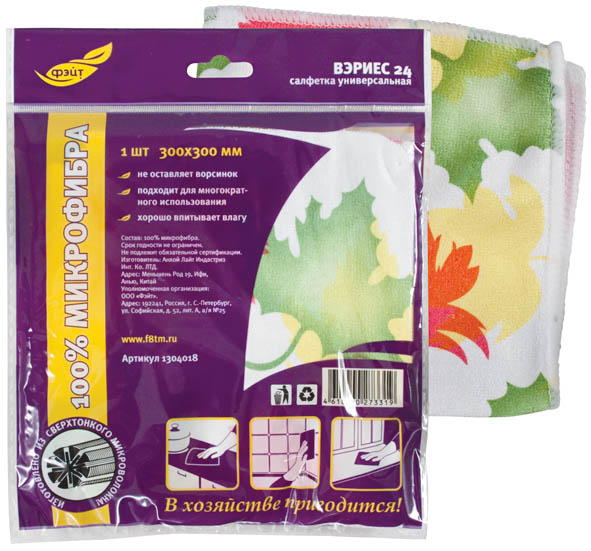 фэйт
ВЭРИЕС 24
салфетка универсальная
100% МИКРОФИБРА
1 ШТ 300Х300 ММ
не оставляет ворсинок
подходит для многократ-
ного использования
хорошо впитывает влагу
Состав: 100% микрофибра.
Срок годности не ограничен.
Не подлежит обязательной сертификации.
Изготовитель: Анкой Лайт Индастриз
Инт. Ко. ЛТД.
Адрес: Меньхень Род 19, Ифи,
Анью, Китай
Уполномоченная организация:
ООО «Фэйт».
Адрес: 192241, Россия, г. С.-Петербург,
ул. Софийская, д. 52, лит. А, а/я №25
www.f8tm.ru
Артикул 1304018
273319
ИЗГОТОВЛЕНО ИЗ СВЕРХТОНКОГО МИКРОВОЛОКНА!
В хозяйстве пригодится!